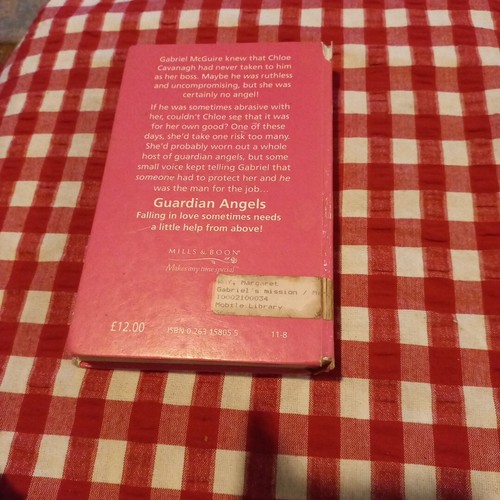 Gabriel McGuire knew that Chloe
Cavanagh had never taken to him
as her boss. Maybe he was ruthless
and uncompromising, but she was
certainly no angel!
If he was sometimes abrasive with
her, couldn't Chloe see that it was
for her own good? One of these
days, she'd take one risk too many.
She'd probably worn out a whole
host of guardian angels, but some
small voice kept telling Gabriel that
someone had to protect her and he
was the man for the job...
Guardian Angels
Falling in love sometimes needs
a little help from above!
MILLS & BOON
Makes any time special
Margaret
Gabriel's mission /
10002100034
Library
£12.00
ISBN 0 263 15805 5
11-8